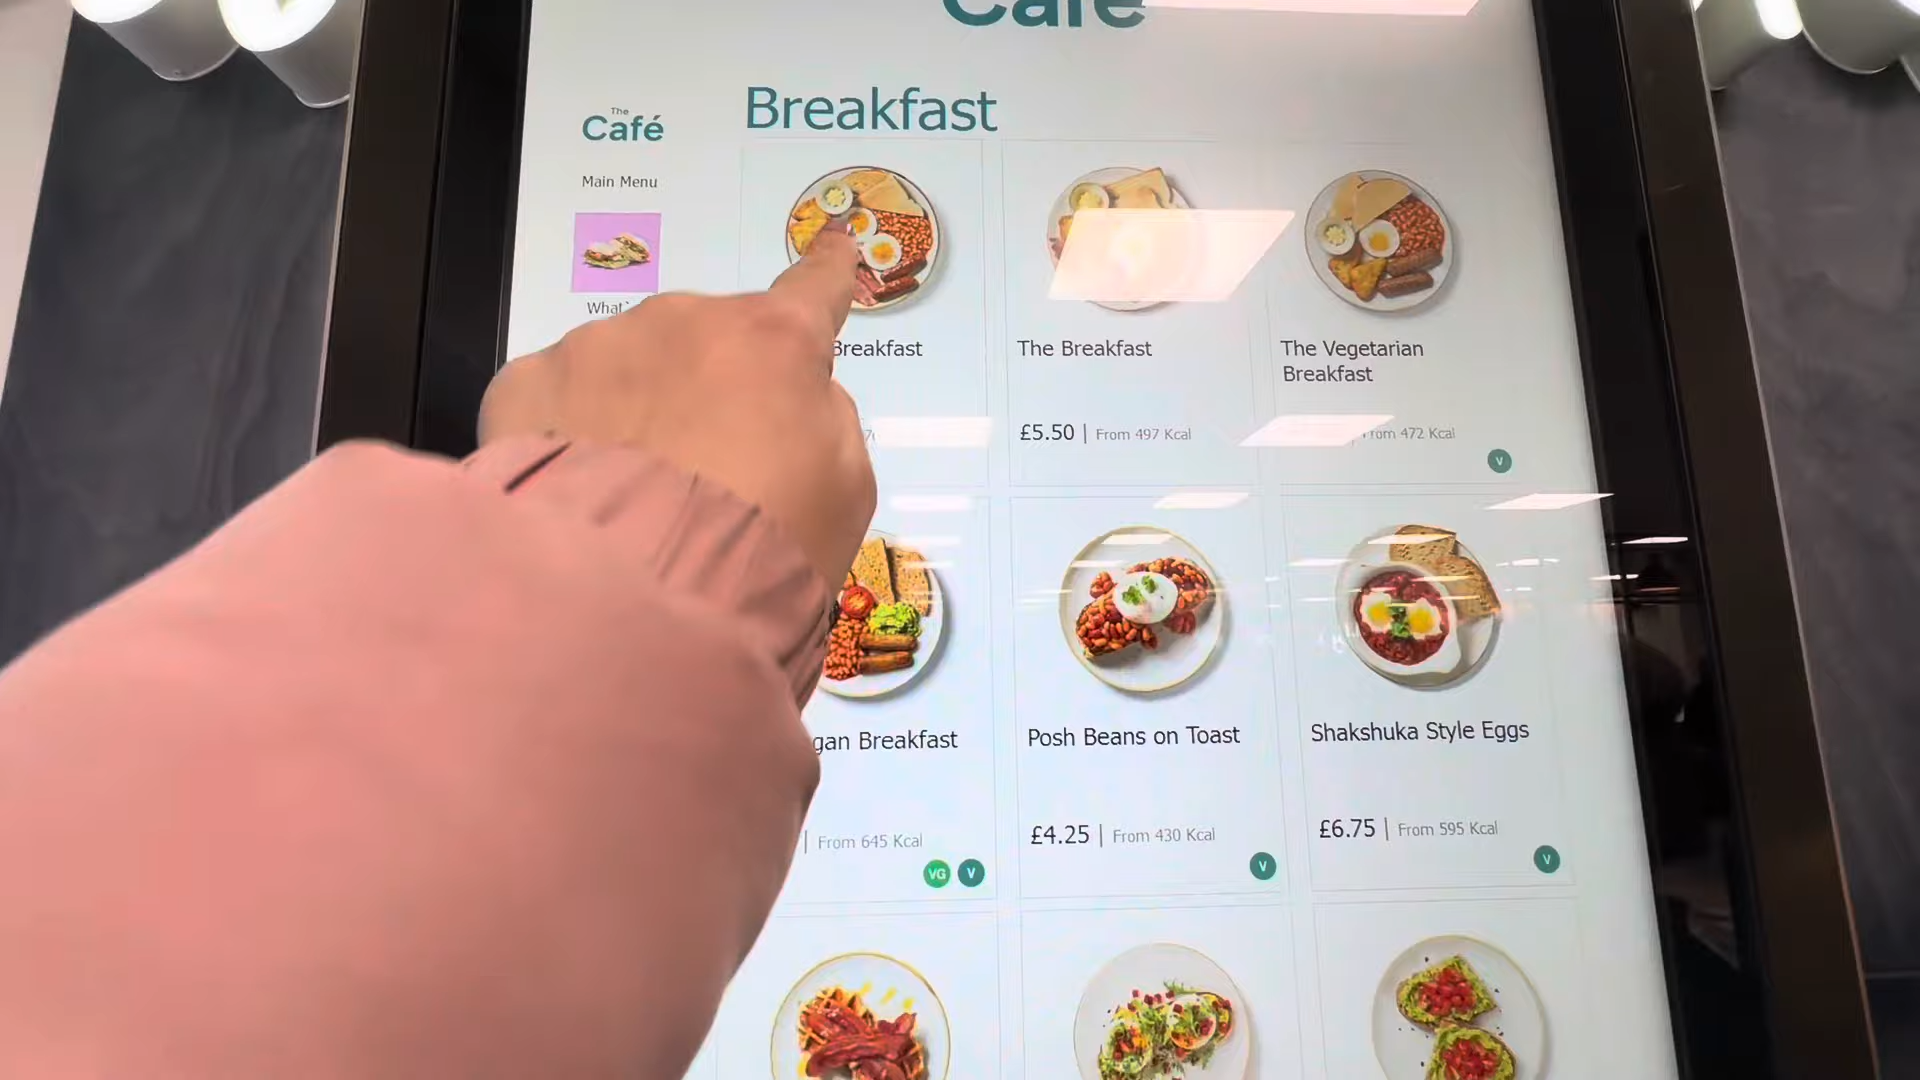 Café
Breakfast
The
Café
Main Menu
Breakfast
The Breakfast
The Vegetarian
Breakfast
£5.50 | From 497 Kcal
From 472 Kcal
V
Breakfast
Posh Beans on Toast
Shakshuka Style Eggs
From 645 Kcal
£4.25 | From 430 Kcal
£6.75 | From 595 Kcal
VG V
V
V